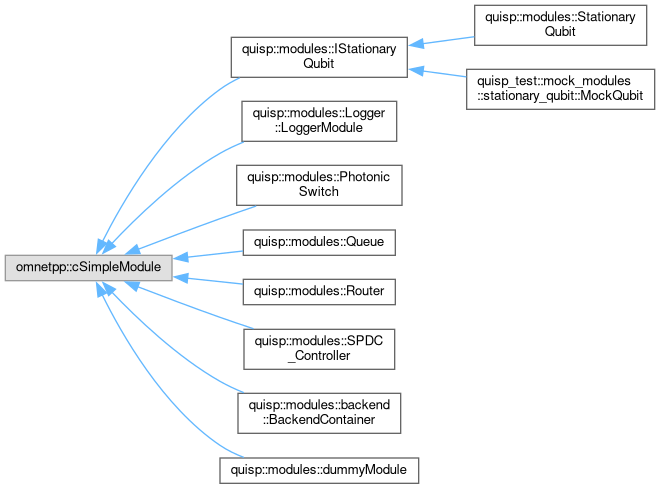 quisp::modules::Stationary
Qubit
quisp::modules::IStationary
Qubit
quisp_test::mock_modules
::stationary_qubit::MockQubit
quisp::modules::Logger
::LoggerModule
quisp::modules::Photonic
Switch
quisp::modules::Queue
omnetpp::cSimpleModule
quisp::modules::Router
quisp::modules::SPDC
_Controller
quisp::modules::backend
::BackendContainer
quisp::modules::dummyModule